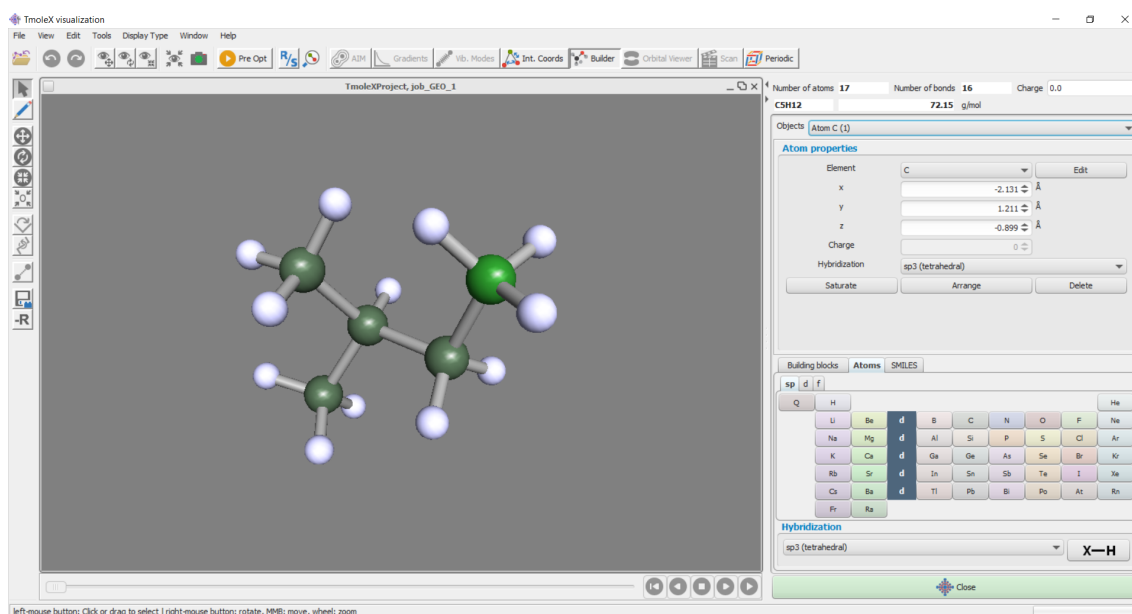 TmoleX visualization
File View Edit Tools Display Type Window Help
Pre Opt R/S AIM Gradients Vib. Modes Int. Coords Builder Orbital Viewer Scan Periodic
TmoleXProject, job_GEO_1
Number of atoms 17 Number of bonds 16 Charge 0.0
C5H12 72.15 g/mol
Objects Atom C (1)
Atom properties
Element C Edit
x -2.131 Å
y 1.211 Å
z -0.899 Å
Charge 0
Hybridization sp3 (tetrahedral)
Saturate Arrange Delete
-R
Building blocks Atoms SMILES
sp d f
Q H He
Li Be d B C N O F Ne
Na Mg d Al Si P S Cl Ar
K Ca d Ga Ge As Se Br Kr
Rb Sr d In Sn Sb Te I Xe
Cs Ba d Tl Pb Bi Po At Rn
Fr Ra
Hybridization
sp3 (tetrahedral) X—H
Close
left-mouse button: Click or drag to select | right-mouse button: rotate, MMB: move, wheel: zoom